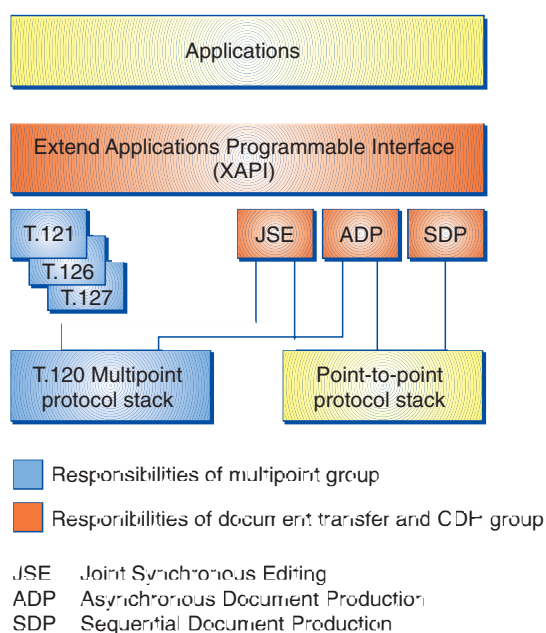 Applications
Extend Applications Programmable Interface
(XAPI)
T.121
JSE
ADP
SDP
T.126
T.127
T.120 Multipoint
protocol stack
Point-to-point
protocol stack
Responsibilities of multipoint group
Responibilities of document transfer and CDP group
JSE Joint Synchronous Editing
ADP Asynchronous Document Production
SDP Sequential Document Production